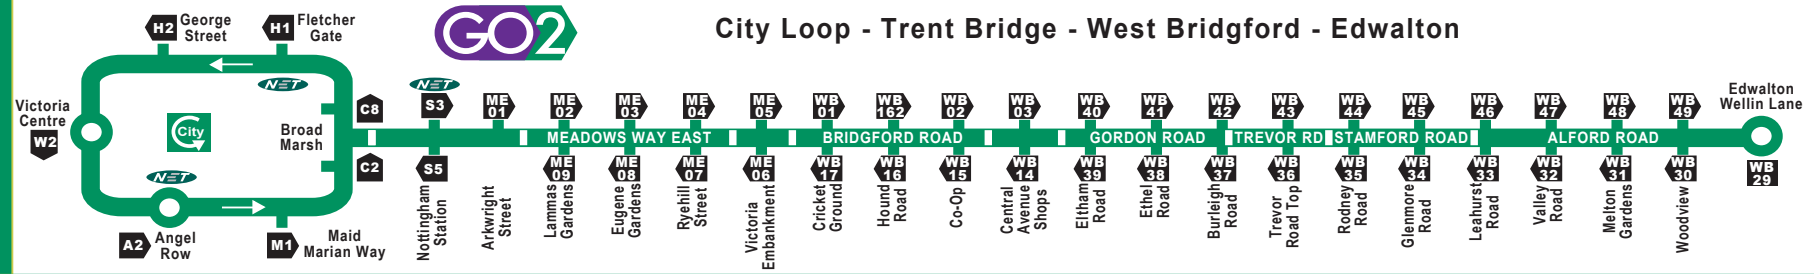 GO2
City Loop - Trent Bridge - West Bridgford - Edwalton
H2
George
Street
H1
Fletcher
Gate
NET
NET
Victoria
Centre
W2
City
Broad
Marsh
C8
C2
NET
A2
Angel
Row
M1
Maid
Marian Way
S3
ME
01
ME
02
ME
03
ME
04
ME
05
WB
01
WB
162
WB
02
WB
03
WB
40
WB
41
WB
42
WB
43
WB
44
WB
45
WB
46
WB
47
WB
48
WB
49
Edwalton
Wellin Lane
MEADOWS WAY EAST
BRIDGFORD ROAD
GORDON ROAD
TREVOR RD
STAMFORD ROAD
ALFORD ROAD
S5
ME
09
ME
08
ME
07
ME
06
WB
17
WB
16
WB
15
WB
14
WB
39
WB
38
WB
37
WB
36
WB
35
WB
34
WB
33
WB
32
WB
31
WB
30
WB
29
Nottingham
Station
Arkwright
Street
Lammas
Gardens
Eugene
Gardens
Ryehill
Street
Victoria
Embankment
Cricket
Ground
Hound
Road
Co-Op
Central
Avenue
Shops
Eltham
Road
Ethel
Road
Burleigh
Road
Trevor
Road Top
Rodney
Road
Glenmore
Road
Leahurst
Road
Valley
Road
Melton
Gardens
Woodview